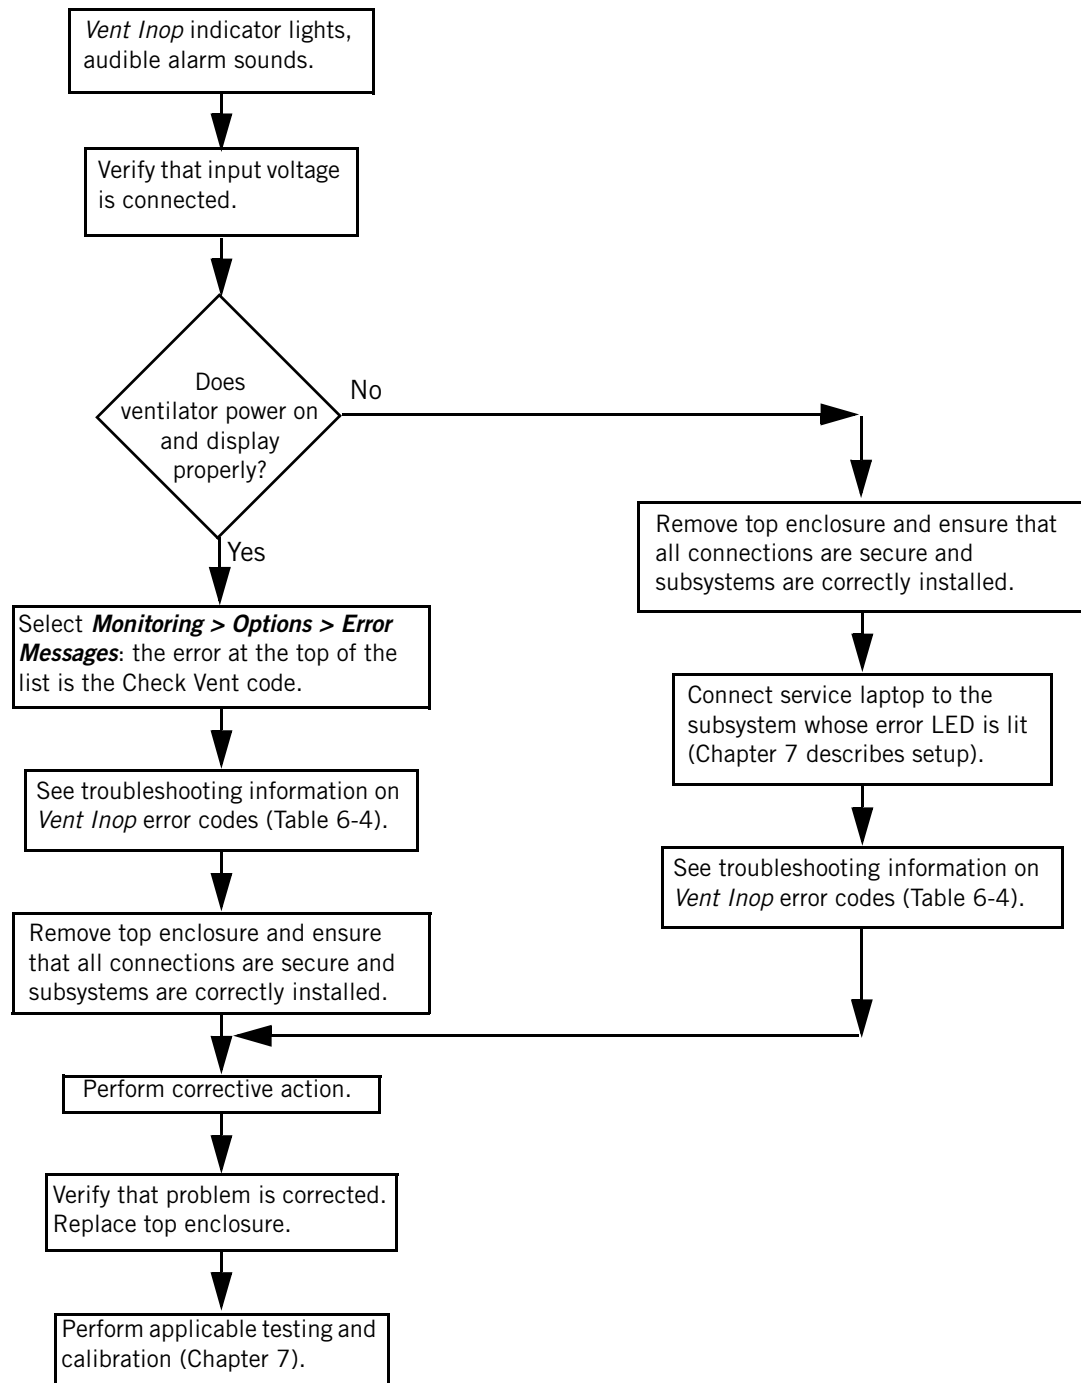 Vent Inop indicator lights,
audible alarm sounds.
Verify that input voltage
is connected.
Does
ventilator power on
and display
properly?
No
Yes
Select Monitoring > Options > Error
Messages: the error at the top of the
list is the Check Vent code.
See troubleshooting information on
Vent Inop error codes (Table 6-4).
Remove top enclosure and ensure
that all connections are secure and
subsystems are correctly installed.
Remove top enclosure and ensure that
all connections are secure and
subsystems are correctly installed.
Connect service laptop to the
subsystem whose error LED is lit
(Chapter 7 describes setup).
See troubleshooting information on
Vent Inop error codes (Table 6-4).
Perform corrective action.
Verify that problem is corrected.
Replace top enclosure.
Perform applicable testing and
calibration (Chapter 7).